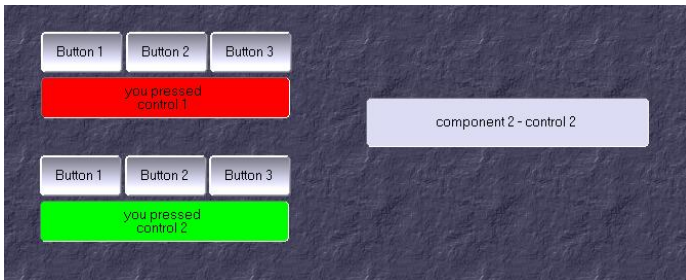 Button 1 Button 2 Button 3
you pressed
control 1
component 2 - control 2
Button 1 Button 2 Button 3
you pressed
control 2